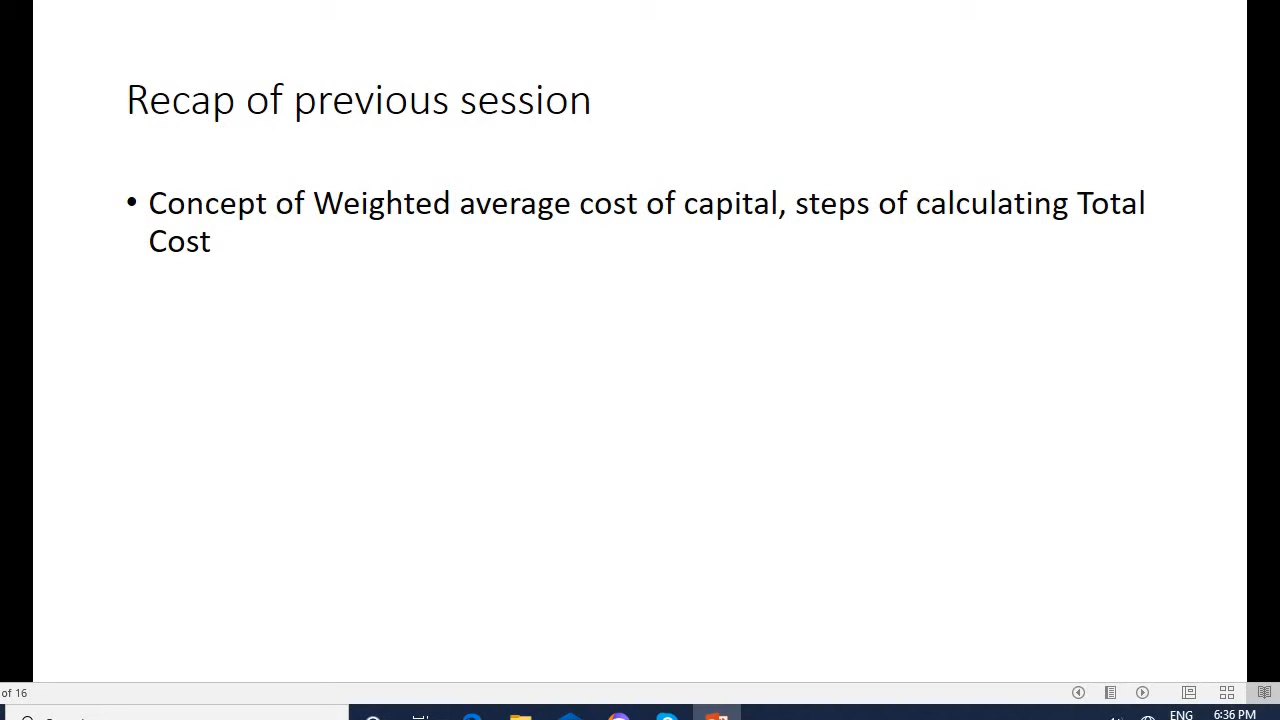 Recap of previous session
• Concept of Weighted average cost of capital, steps of calculating Total
Cost
of 16
ENG
6:36 PM